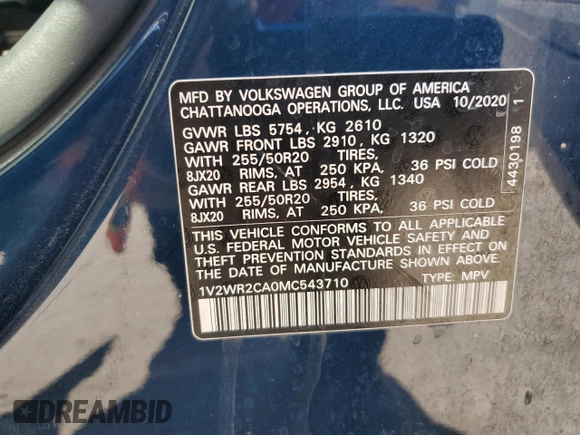 MFD BY VOLKSWAGEN GROUP OF AMERICA
CHATTANOOGA OPERATIONS, LLC. USA 10/2020
GVWR LBS 5754 , KG 2610
GAWR FRONT LBS 2910 , KG 1320
WITH 255/50R20 TIRES,
8JX20 RIMS, AT 250 KPA, 36 PSI COLD
GAWR REAR LBS 2954 , KG 1340
WITH 255/50R20 TIRES,
8JX20 RIMS, AT 250 KPA, 36 PSI COLD
THIS VEHICLE CONFORMS TO ALL APPLICABLE
U.S. FEDERAL MOTOR VEHICLE SAFETY AND
THEFT PREVENTION STANDARDS IN EFFECT ON
THE DATE OF MANUFACTURE SHOWN ABOVE.
1V2WR2CA0MC543710 TYPE: MPV
4430198 1
DREAMBID